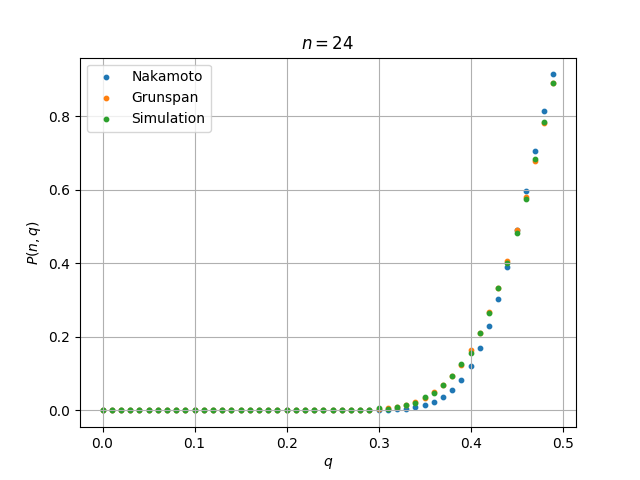 n = 24
Nakamoto
Grunspan
Simulation
P(n, q)
0.8
0.6
0.4
0.2
0.0
0.0 0.1 0.2 0.3 0.4 0.5
q